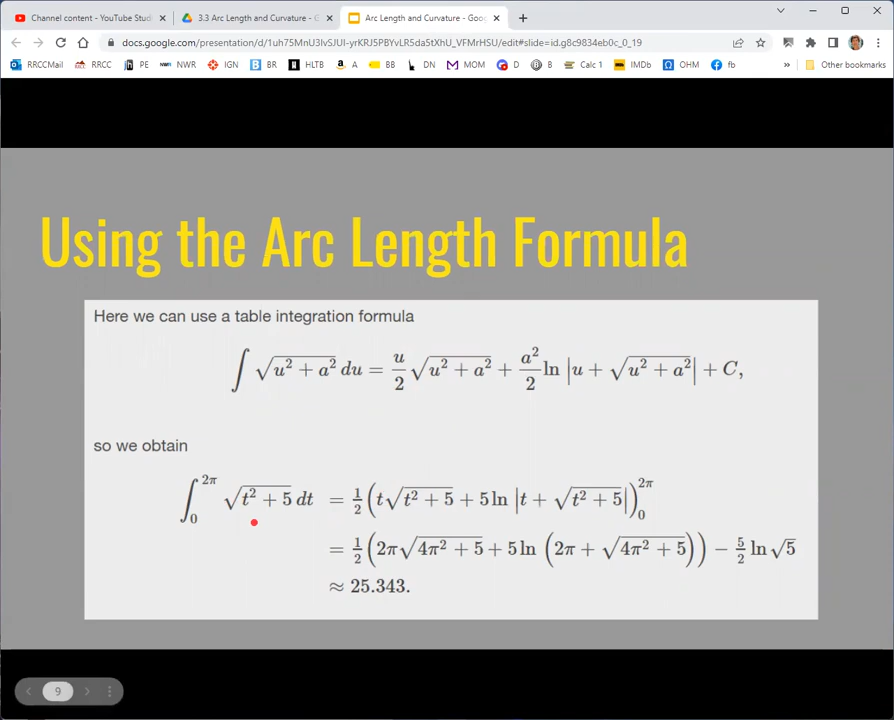 Channel content - YouTube Stud
3.3 Arc Length and Curvature - G
Arc Length and Curvature - Goo
docs.google.com/presentation/d/1uh75MnU3lvSJUI-yrKRJ5PBYvLR5da5tXhU_VFMrHSU/edit#slide=id.g8c9834eb0c_0_19
RRCCMail RRCC PE NWR IGN BR HLTB AA BB DN MOM D B Calc 1 IMDb OHM fb » Other bookmarks
Using the Arc Length Formula
Here we can use a table integration formula
∫ √(u² + a²) du = u/2 √(u² + a²) + a²/2 ln |u + √(u² + a²)| + C,
so we obtain
∫₀^2π √(t² + 5) dt = 1/2 (t√(t² + 5) + 5 ln |t + √(t² + 5)|)₀^2π
= 1/2 (2π√(4π² + 5) + 5 ln (2π + √(4π² + 5))) − 5/2 ln √5
≈ 25.343.
9